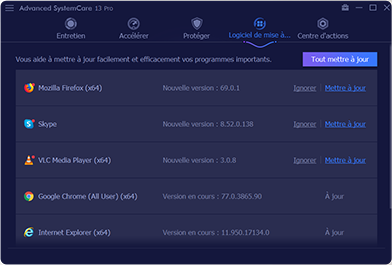 Advanced SystemCare 13 Pro
Entretien
Accélérer
Protéger
Logiciel de mise à...
Centre d'actions
Vous aide à mettre à jour facilement et efficacement vos programmes importants.
Tout mettre à jour
Mozilla Firefox (x64) Nouvelle version : 69.0.1 Ignorer Mettre à jour
Skype Nouvelle version : 8.52.0.138 Ignorer Mettre à jour
VLC Media Player (x64) Nouvelle version : 3.0.8 Ignorer Mettre à jour
Google Chrome (All User) (x64) Version en cours : 77.0.3865.90 À jour
Internet Explorer (x64) Version en cours : 11.950.17134.0 À jour